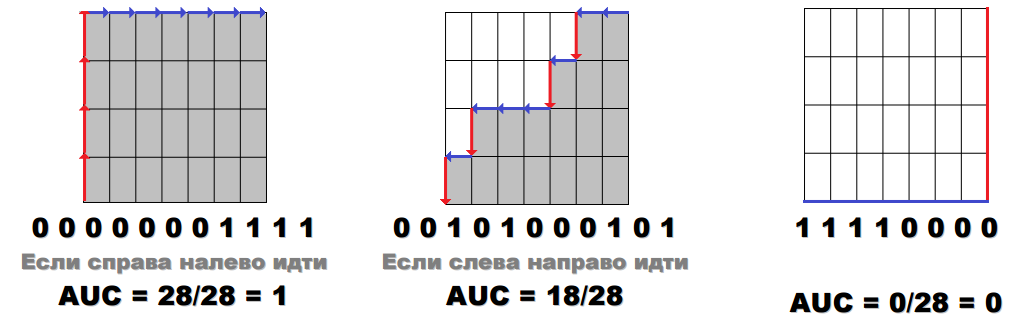 0 0 0 0 0 0 0 1 1 1 1
Если справа налево идти
AUC = 28/28 = 1
0 0 1 0 1 0 0 0 1 0 1
Если слева направо идти
AUC = 18/28
1 1 1 1 0 0 0 0
AUC = 0/28 = 0